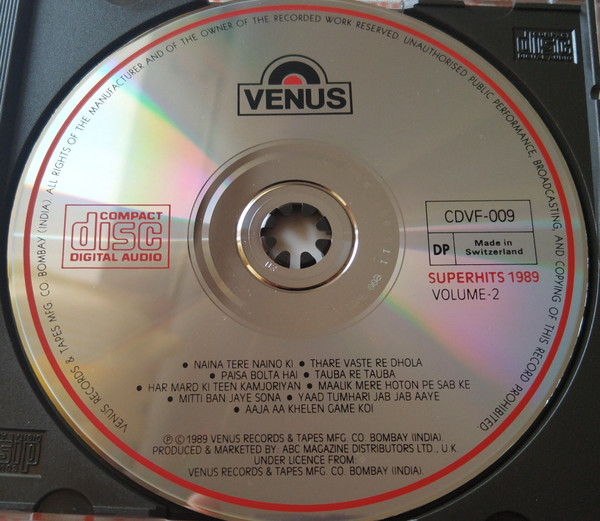 VENUS RECORDS & TAPES MFG. CO. BOMBAY (INDIA). ALL RIGHTS OF THE MANUFACTURER AND OF THE OWNER OF THE RECORDED WORK RESERVED. UNAUTHORISED PUBLIC PERFORMANCE, BROADCASTING, AND COPYING OF THIS RECORD PROHIBITED.
VENUS
COMPACT
disc
DIGITAL AUDIO
CDVF-009
DP
Made in
Switzerland
SUPERHITS 1989
VOLUME-2
• NAINA TERE NAINO KI • THARE VASTE RE DHOLA
• PAISA BOLTA HAI • TAUBA RE TAUBA
• HAR MARD KI TEEN KAMJORIYAN • MAALIK MERE HOTON PE SAB KE
• MITTI BAN JAYE SONA • YAAD TUMHARI JAB JAB AAYE
• AAJA AA KHELEN GAME KOI
Ⓟ © 1989 VENUS RECORDS & TAPES MFG. CO. BOMBAY (INDIA).
PRODUCED & MARKETED BY: ABC MAGAZINE DISTRIBUTORS LTD., U.K.
UNDER LICENCE FROM:
VENUS RECORDS & TAPES MFG. CO. BOMBAY (INDIA).
disc